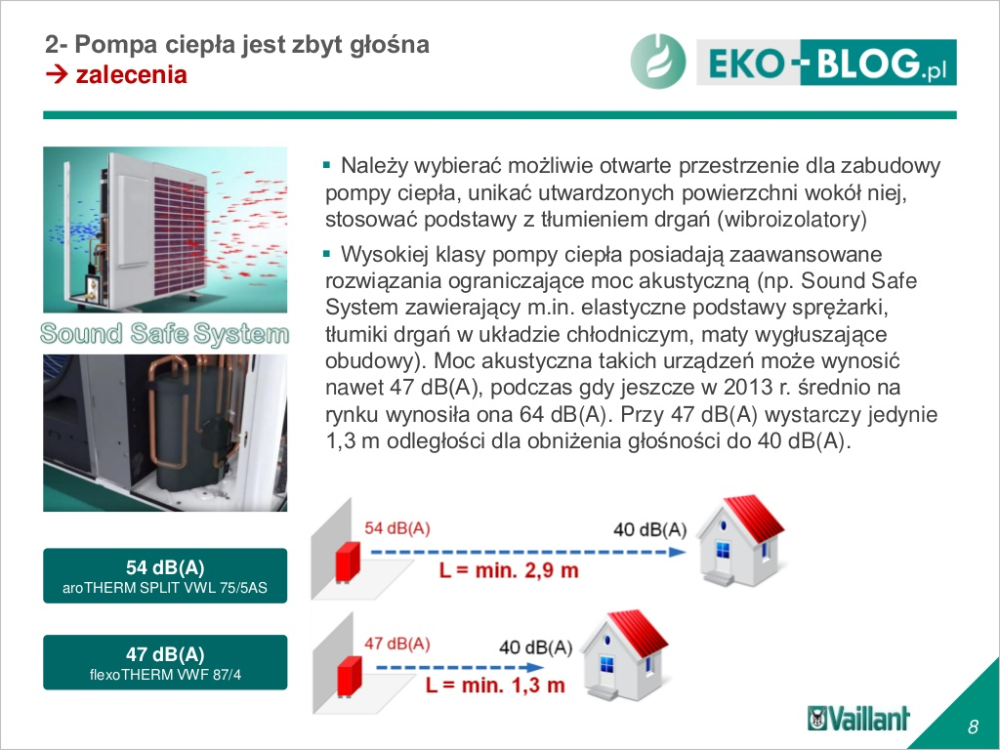 2- Pompa ciepła jest zbyt głośna
→ zalecenia
EKO-BLOG.pl
▪ Należy wybierać możliwie otwarte przestrzenie dla zabudowy
pompy ciepła, unikać utwardzonych powierzchni wokół niej,
stosować podstawy z tłumieniem drgań (wibroizolatory)
▪ Wysokiej klasy pompy ciepła posiadają zaawansowane
rozwiązania ograniczające moc akustyczną (np. Sound Safe
System zawierający m.in. elastyczne podstawy sprężarki,
tłumiki drgań w układzie chłodniczym, maty wygłuszające
obudowy). Moc akustyczna takich urządzeń może wynosić
nawet 47 dB(A), podczas gdy jeszcze w 2013 r. średnio na
rynku wynosiła ona 64 dB(A). Przy 47 dB(A) wystarczy jedynie
1,3 m odległości dla obniżenia głośności do 40 dB(A).
Sound Safe System
54 dB(A)
aroTHERM SPLIT VWL 75/5AS
54 dB(A)
40 dB(A)
L = min. 2,9 m
47 dB(A)
flexoTHERM VWF 87/4
47 dB(A)
40 dB(A)
L = min. 1,3 m
Vaillant
8